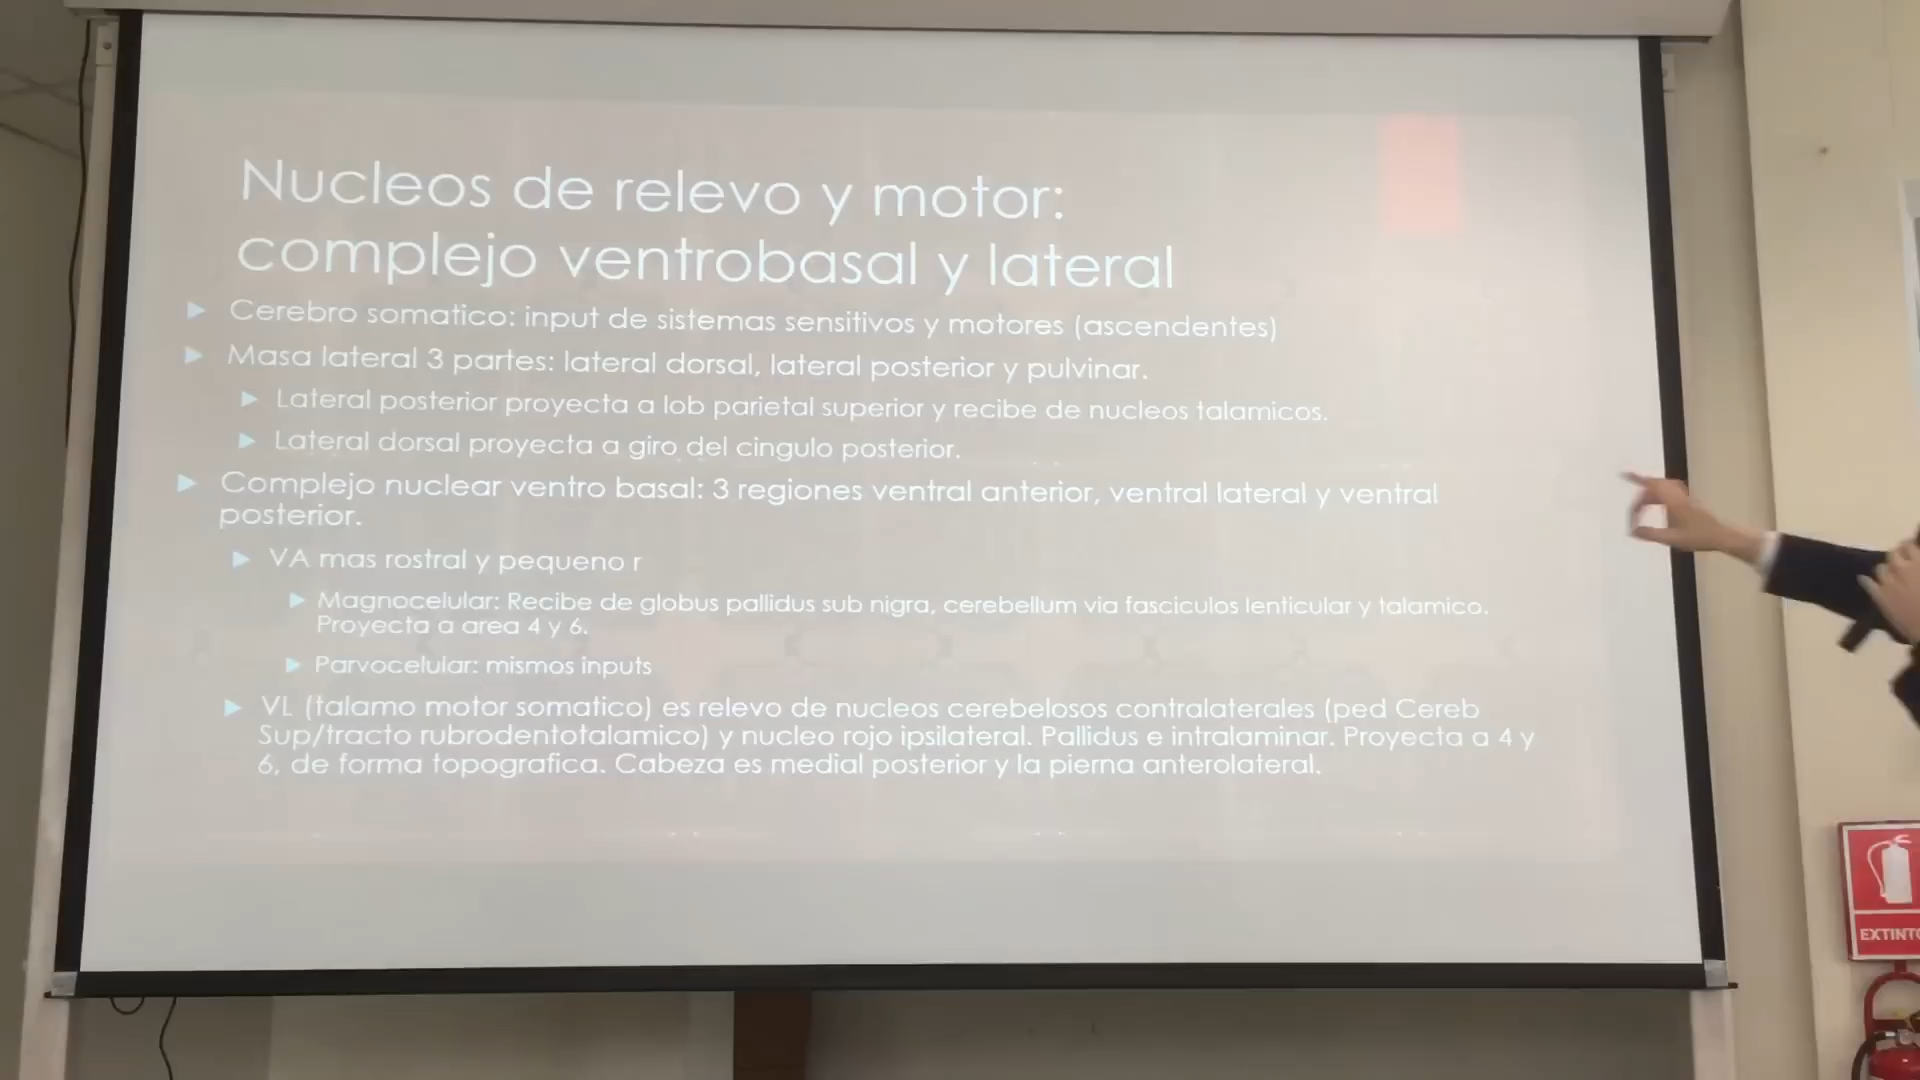 Nucleos de relevo y motor:
complejo ventrobasal y lateral
Cerebro somatico: input de sistemas sensitivos y motores (ascendentes)
Masa lateral 3 partes: lateral dorsal, lateral posterior y pulvinar.
Lateral posterior proyecta a lob parietal superior y recibe de nucleos talamicos.
Lateral dorsal proyecta a giro del cingulo posterior.
Complejo nuclear ventro basal: 3 regiones ventral anterior, ventral lateral y ventral
posterior.
VA mas rostral y pequeno r
Magnocelular: Recibe de globus pallidus sub nigra, cerebellum via fasciculos lenticular y talamico.
Proyecta a area 4 y 6.
Parvocelular: mismos inputs
VL (talamo motor somatico) es relevo de nucleos cerebelosos contralaterales (ped Cereb
Sup/tracto rubrodentotalamico) y nucleo rojo ipsilateral. Pallidus e intralaminar. Proyecta a 4 y
6, de forma topografica. Cabeza es medial posterior y la pierna anterolateral.
EXTINTO